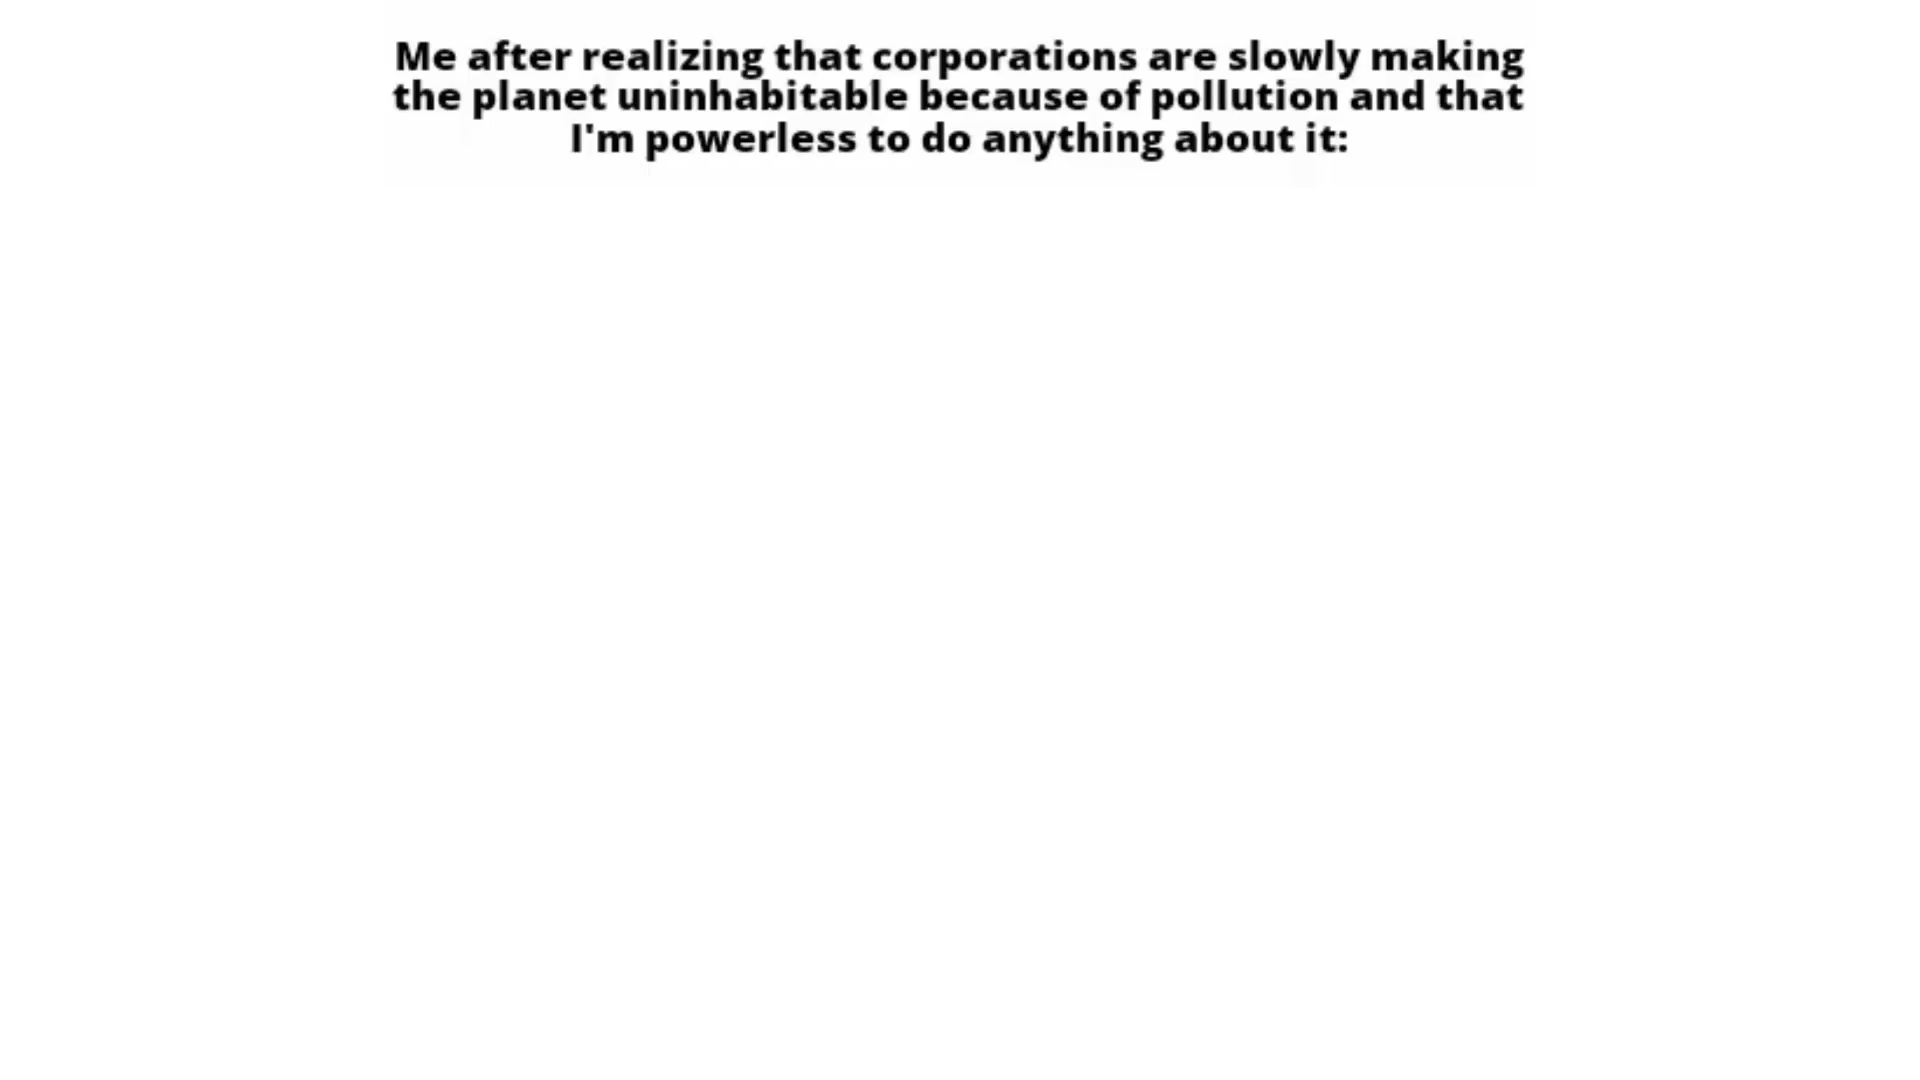 Me after realizing that corporations are slowly making
the planet uninhabitable because of pollution and that
I'm powerless to do anything about it: